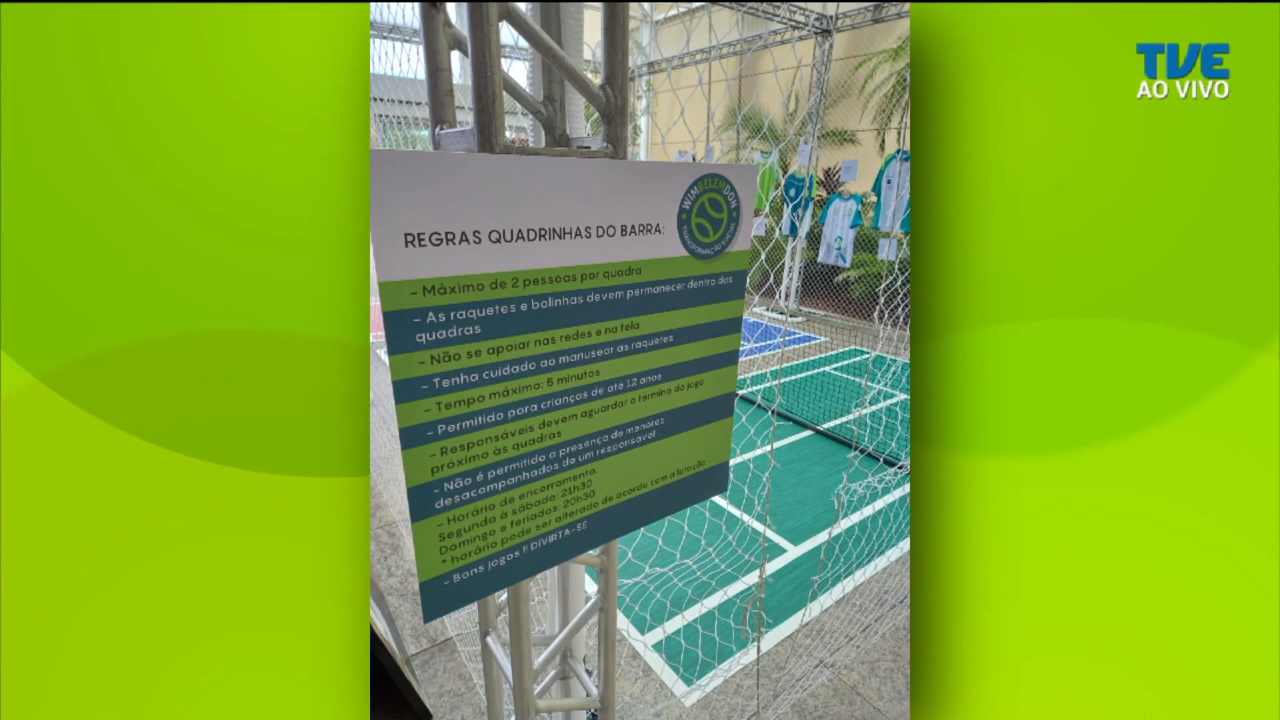 TVE
AO VIVO
WIMBELEMDON
TRANSFORMAÇÃO SOCIAL
REGRAS QUADRINHAS DO BARRA:
- Máximo de 2 pessoas por quadra
- As raquetes e bolinhas devem permanecer dentro das
quadras
- Não se apoiar nas redes e na tela
- Tenha cuidado ao manusear as raquetes
- Tempo máximo: 5 minutos
- Permitido para crianças de até 12 anos
- Responsáveis devem aguardar o término do jogo
próximo às quadras
- Não é permitido a presença de menores
desacompanhados de um responsável
- Horário de encerramento:
Segunda a sábado: 21h30
Domingo e feriados: 20h30
* horário pode ser alterado de acordo com a lotação
- Bons jogos !! DIVIRTA-SE